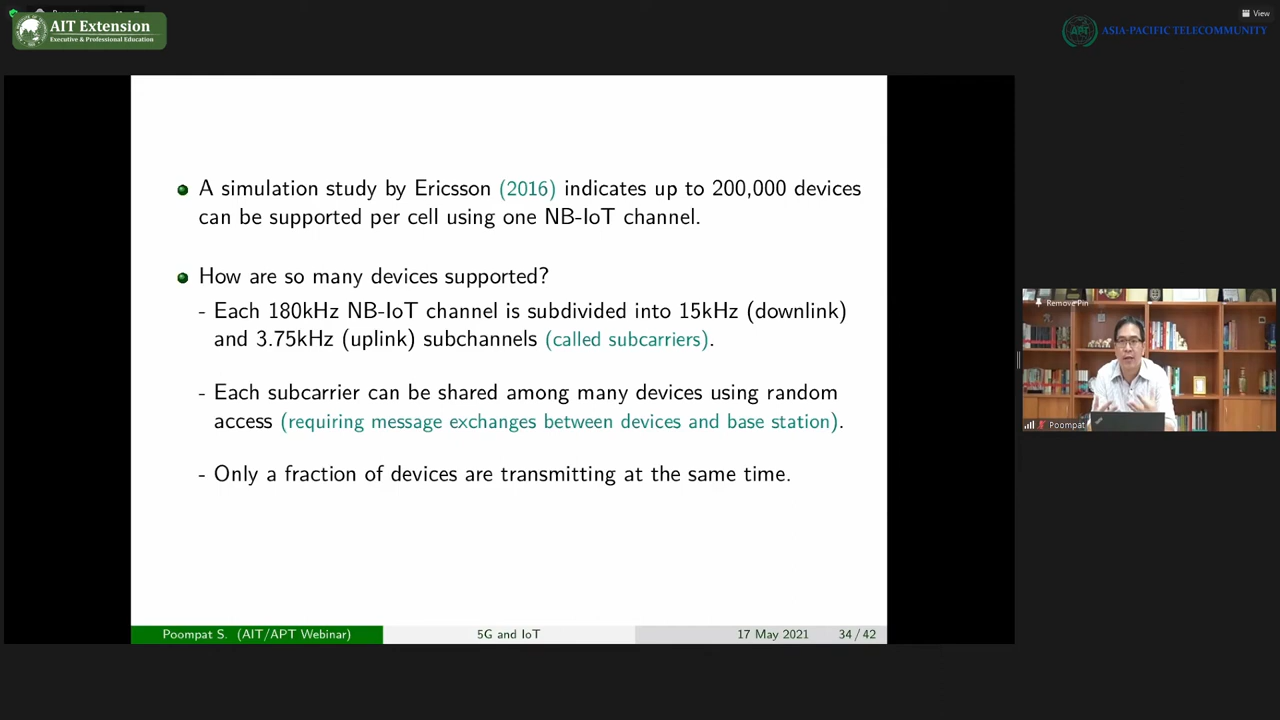 AIT Extension
Executive & Professional Education
View
APT
ASIA-PACIFIC TELECOMMUNITY
A simulation study by Ericsson (2016) indicates up to 200,000 devices
can be supported per cell using one NB-IoT channel.
How are so many devices supported?
- Each 180kHz NB-IoT channel is subdivided into 15kHz (downlink)
and 3.75kHz (uplink) subchannels (called subcarriers).
- Each subcarrier can be shared among many devices using random
access (requiring message exchanges between devices and base station).
- Only a fraction of devices are transmitting at the same time.
Remove Pin
Poompat
Poompat S. (AIT/APT Webinar)
5G and IoT
17 May 2021
34 / 42